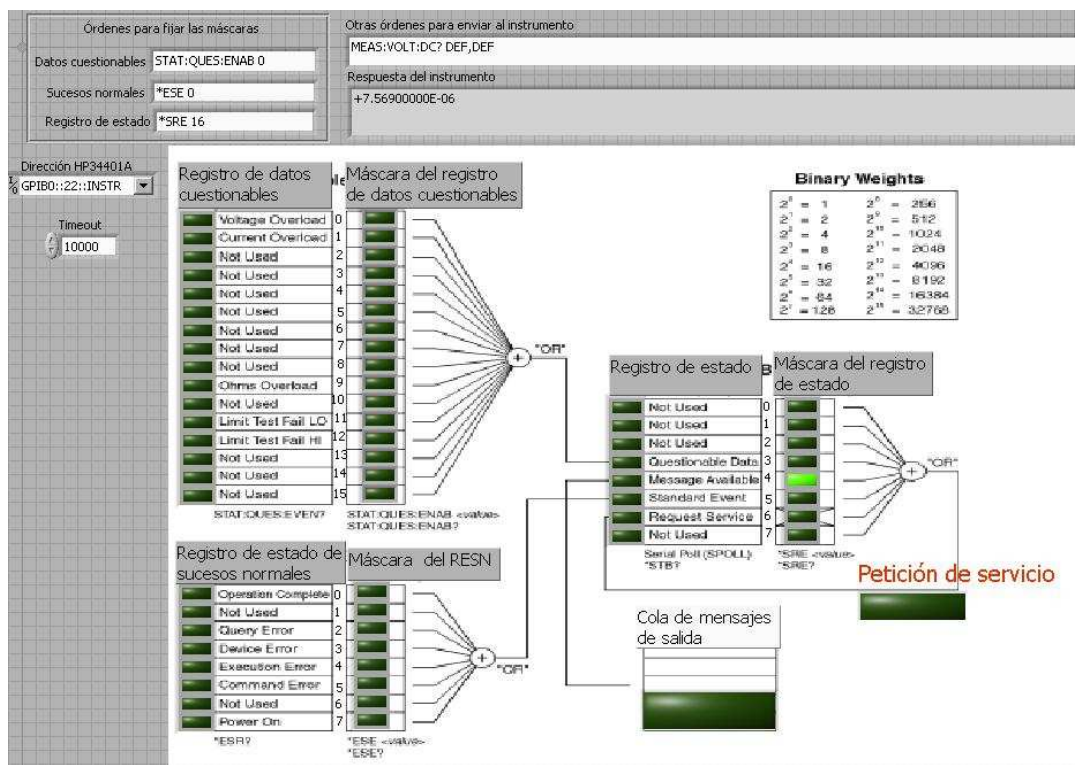 Órdenes para fijar las máscaras
Datos cuestionables STAT:QUES:ENAB 0
Sucesos normales *ESE 0
Registro de estado *SRE 16
Otras órdenes para enviar al instrumento
MEAS:VOLT:DC? DEF,DEF
Respuesta del instrumento
+7.56900000E-06
Dirección HP34401A
GPIB0::22::INSTR
Timeout
10000
Registro de datos
cuestionables
Máscara del registro
de datos cuestionables
Voltage Overload 0
Current Overload 1
Not Used 2
Not Used 3
Not Used 4
Not Used 5
Not Used 6
Not Used 7
Not Used 8
Ohms Overload 9
Not Used 10
Limit Test Fail LO 11
Limit Test Fail HI 12
Not Used 13
Not Used 14
Not Used 15
STAT:QUES:EVEN?
STAT:QUES:ENAB <value>
STAT:QUES:ENAB?
"OR"
Binary Weights
2⁰ = 1 2⁸ = 256
2¹ = 2 2⁹ = 512
2² = 4 2¹⁰ = 1024
2³ = 8 2¹¹ = 2048
2⁴ = 16 2¹² = 4096
2⁵ = 32 2¹³ = 8192
2⁶ = 64 2¹⁴ = 16384
2⁷ = 128 2¹⁵ = 32768
Registro de estado
Máscara del registro
de estado
Not Used 0
Not Used 1
Not Used 2
Questionable Data 3
Message Available 4
Standard Event 5
Request Service 6
Not Used 7
Serial Poll (SPOLL)
*STB?
*SRE <value>
*SRE?
"OR"
Petición de servicio
Registro de estado de
sucesos normales
Máscara del RESN
Operation Complete 0
Not Used 1
Query Error 2
Device Error 3
Execution Error 4
Command Error 5
Not Used 6
Power On 7
*ESR?
*ESE <value>
*ESE?
"OR"
Cola de mensajes
de salida